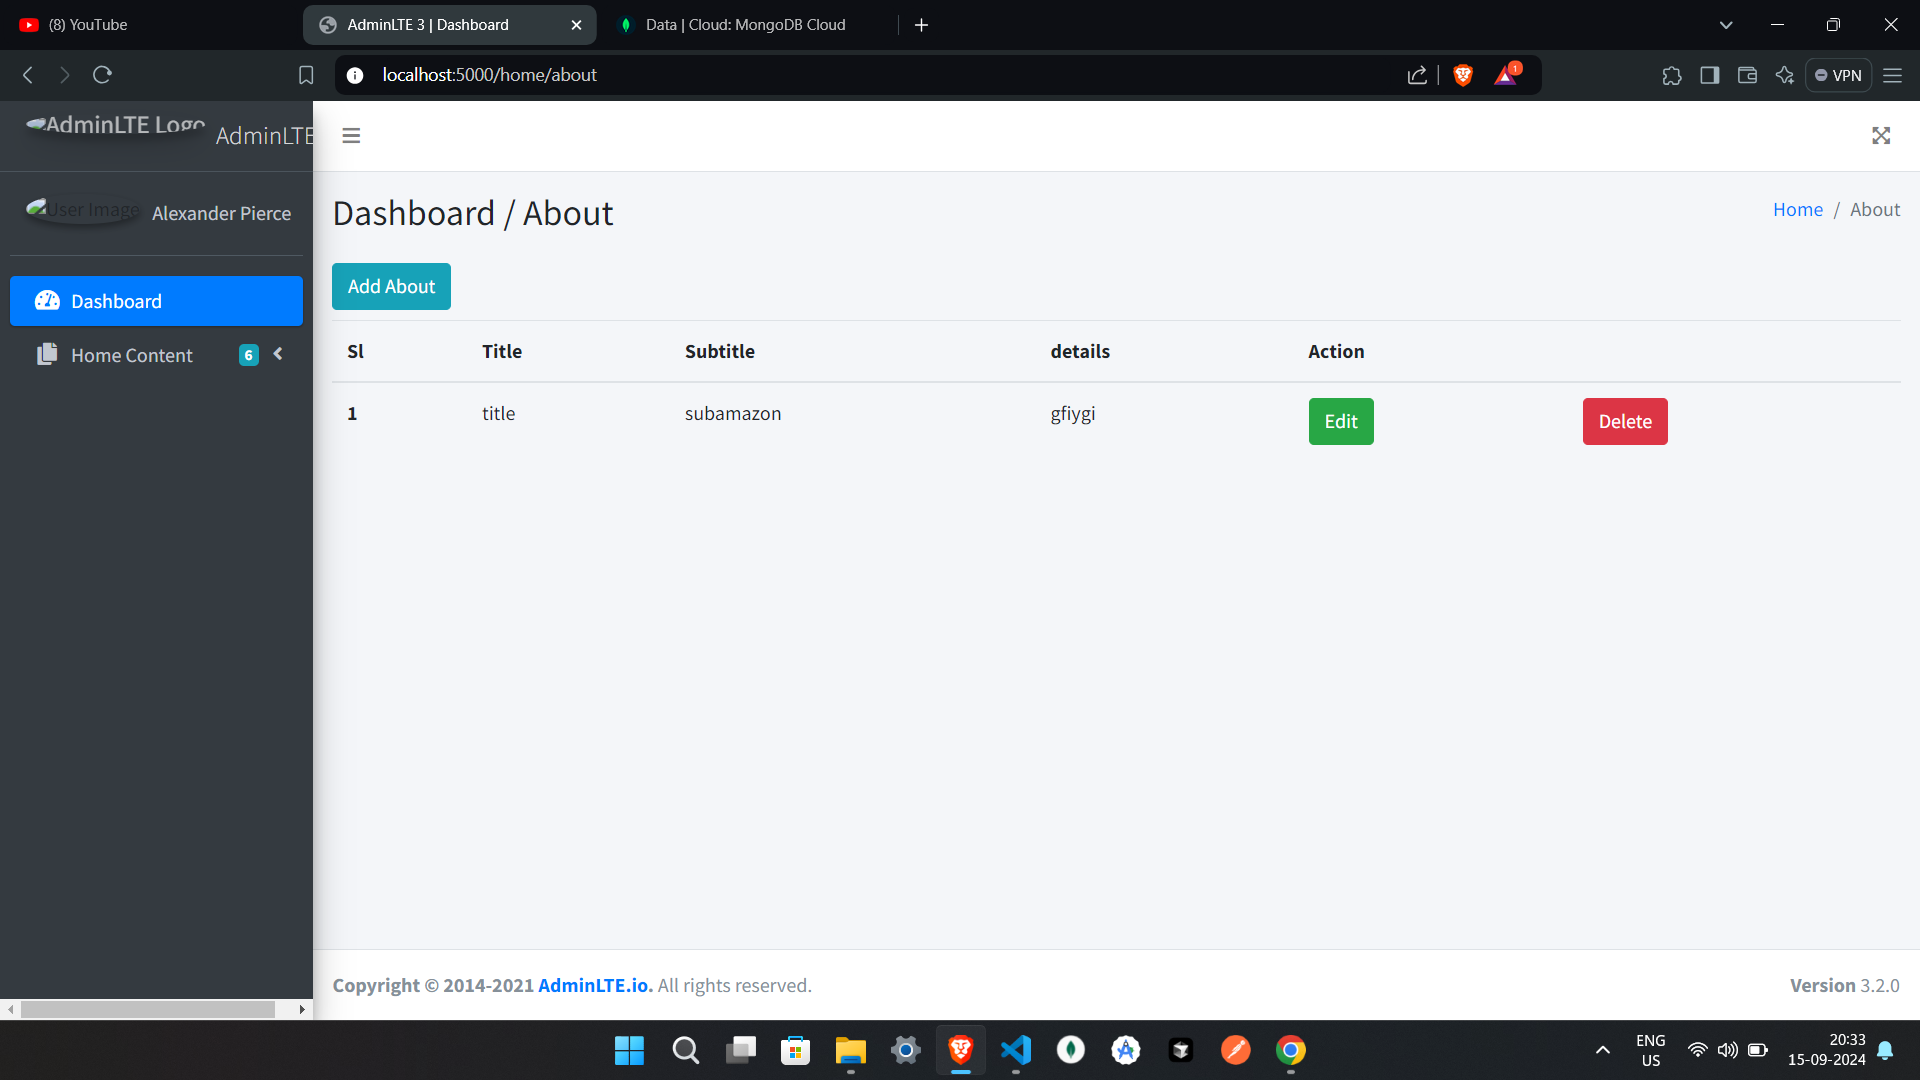 (8) YouTube
AdminLTE 3 | Dashboard
Data | Cloud: MongoDB Cloud
localhost:5000/home/about
1
VPN
AdminLTE Logo
AdminLTE
User Image
Alexander Pierce
Dashboard
Home Content
6
Dashboard / About
Home / About
Add About
Sl Title Subtitle details Action
1 title subamazon gfiygi Edit Delete
Copyright © 2014-2021 AdminLTE.io. All rights reserved.
Version 3.2.0
ENG
US
20:33
15-09-2024